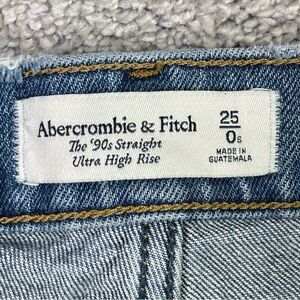 Abercrombie & Fitch
The '90s Straight
Ultra High Rise
25
0s
MADE IN
GUATEMALA